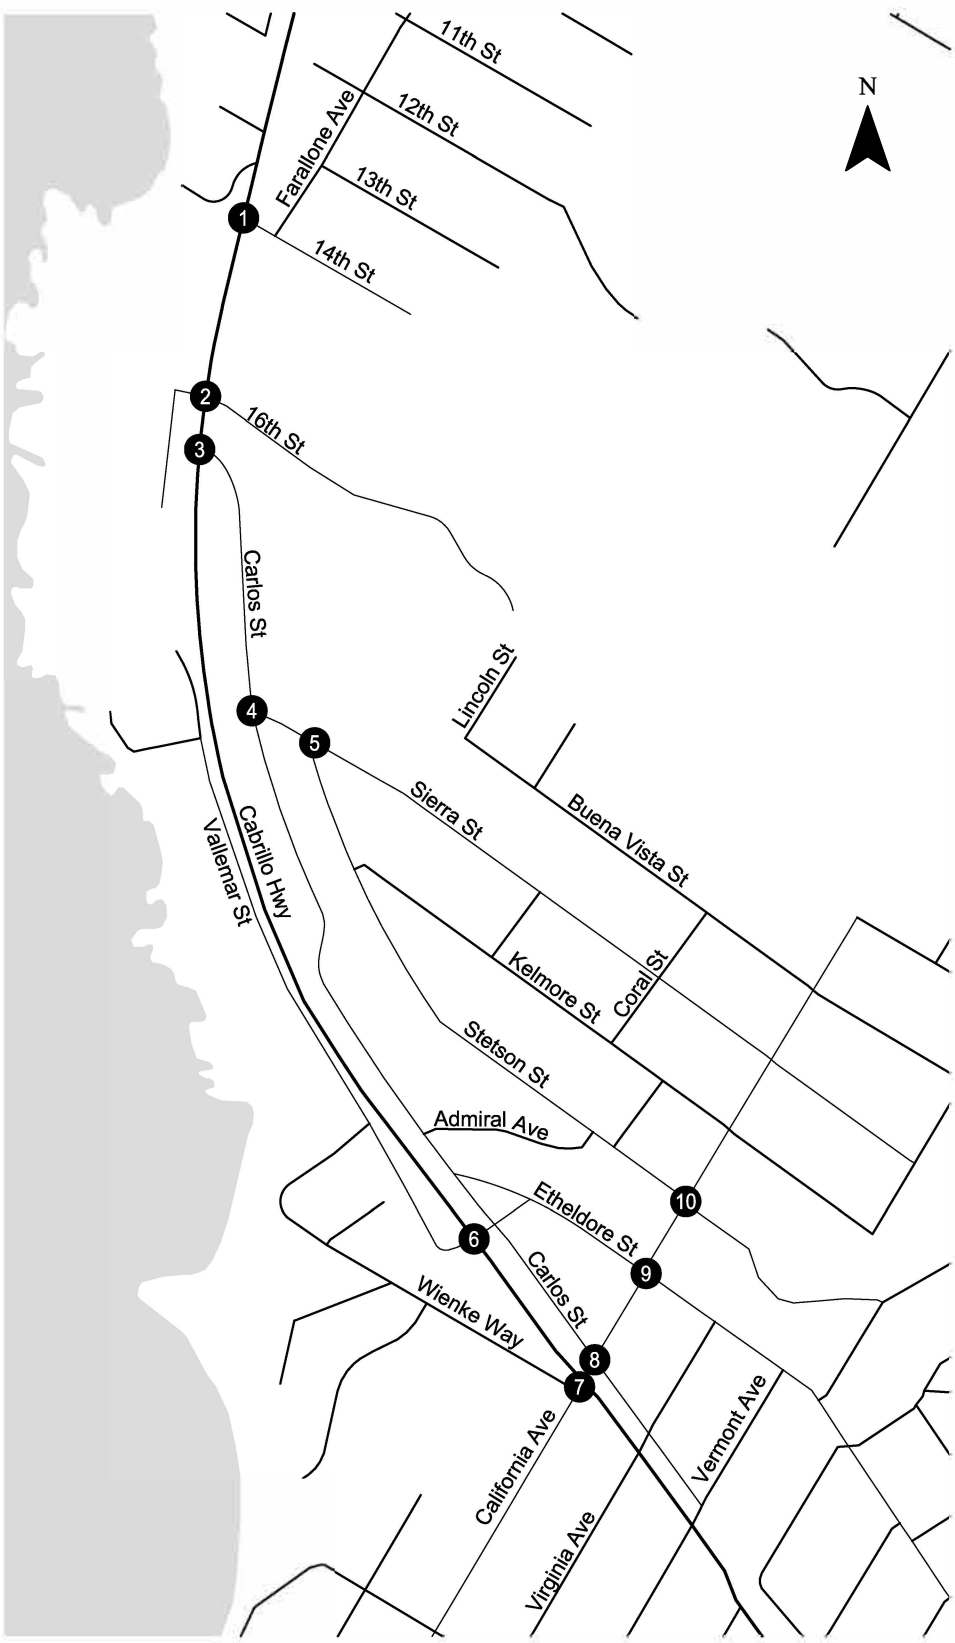 11th St
N
12th St
Farallone Ave
13th St
1
14th St
2
16th St
3
Carlos St
Lincoln St
4
5
Sierra St
Buena Vista St
Cabrillo Hwy
Vallemar St
Kelmore St
Coral St
Stetson St
Admiral Ave
Etheldore St
10
6
9
Carlos St
Wienke Way
8
7
California Ave
Vermont Ave
Virginia Ave